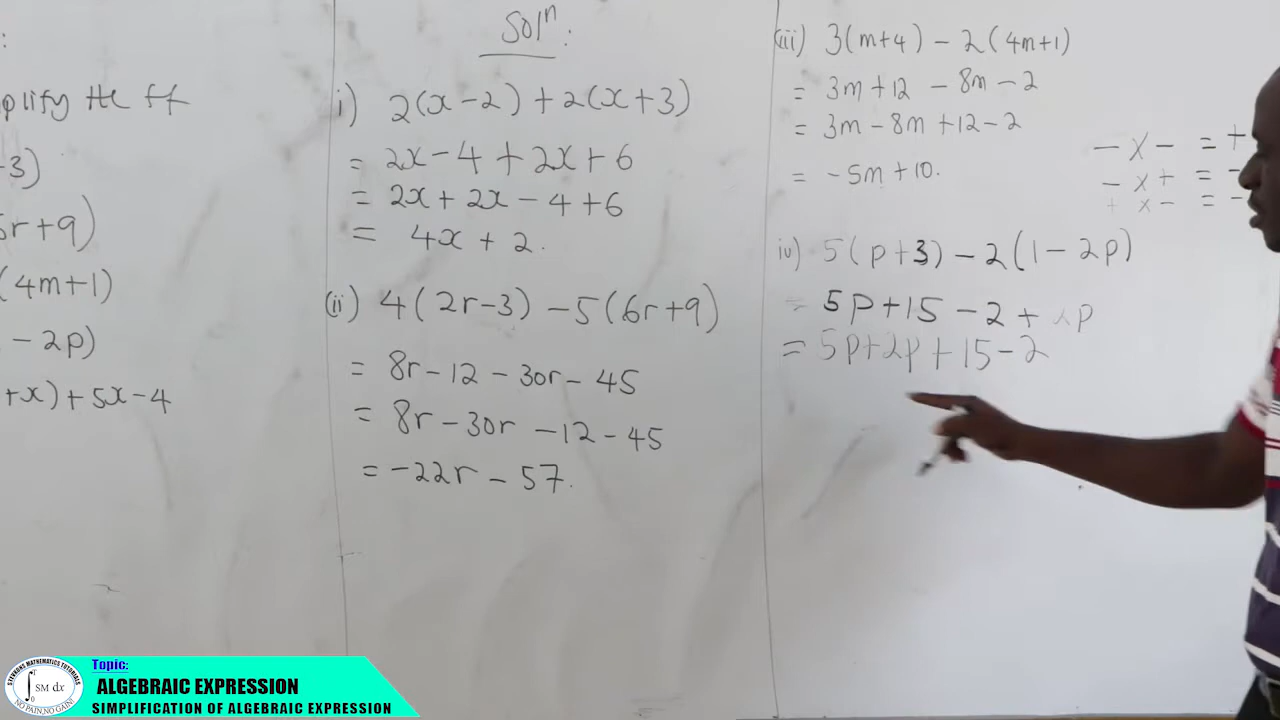 :
plify the ff
-3)
5r+9)
(4m+1)
- 2p)
+x) + 5x - 4
Solⁿ:
i) 2(x-2) + 2(x+3)
= 2x - 4 + 2x + 6
= 2x + 2x - 4 + 6
= 4x + 2.
(ii) 4(2r-3) - 5(6r+9)
= 8r - 12 - 30r - 45
= 8r - 30r - 12 - 45
= -22r - 57.
(iii) 3(m+4) - 2(4m+1)
= 3m + 12 - 8m - 2
= 3m - 8m + 12 - 2
= -5m + 10.
- x - = +
- x + = -
+ x - = -
iv) 5(p+3) - 2(1-2p)
= 5p + 15 - 2 + p
= 5p + 2p + 15 - 2
STENKONS MATHEMATICS TUTORIALS
∫ SM dx
NO PAIN, NO GAIN!
Topic:
ALGEBRAIC EXPRESSION
SIMPLIFICATION OF ALGEBRAIC EXPRESSION